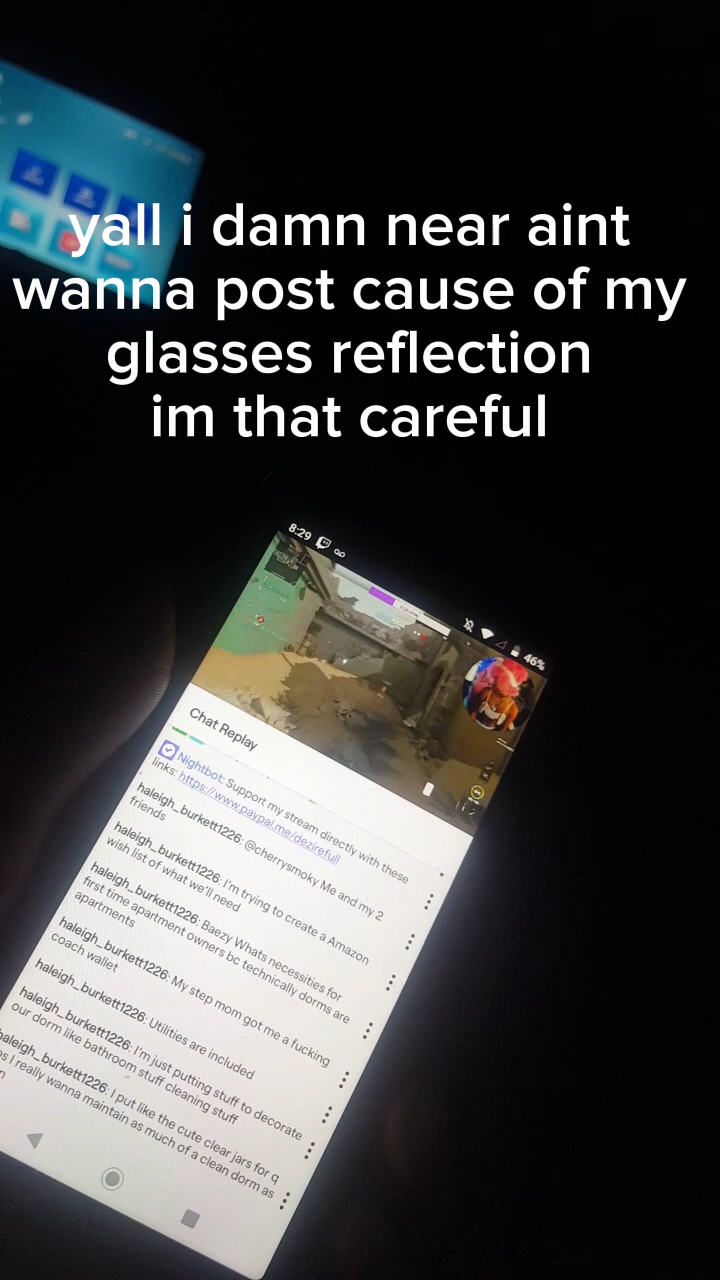 yall i damn near aint
wanna post cause of my
glasses reflection
im that careful
8:29
46%
Chat Replay
Nightbot: Support my stream directly with these
links: https://www.paypal.me/dezirefull
haleigh_burkett1226: @cherrysmoky Me and my 2
friends
haleigh_burkett1226: I'm trying to create a Amazon
wish list of what we'll need
haleigh_burkett1226: Baezy Whats necessities for
first time apartment owners bc technically dorms are
apartments
haleigh_burkett1226: My step mom got me a fucking
coach wallet
haleigh_burkett1226: Utilities are included
haleigh_burkett1226: I'm just putting stuff to decorate
our dorm like bathroom stuff cleaning stuff
haleigh_burkett1226: I put like the cute clear jars for q
I really wanna maintain as much of a clean dorm as